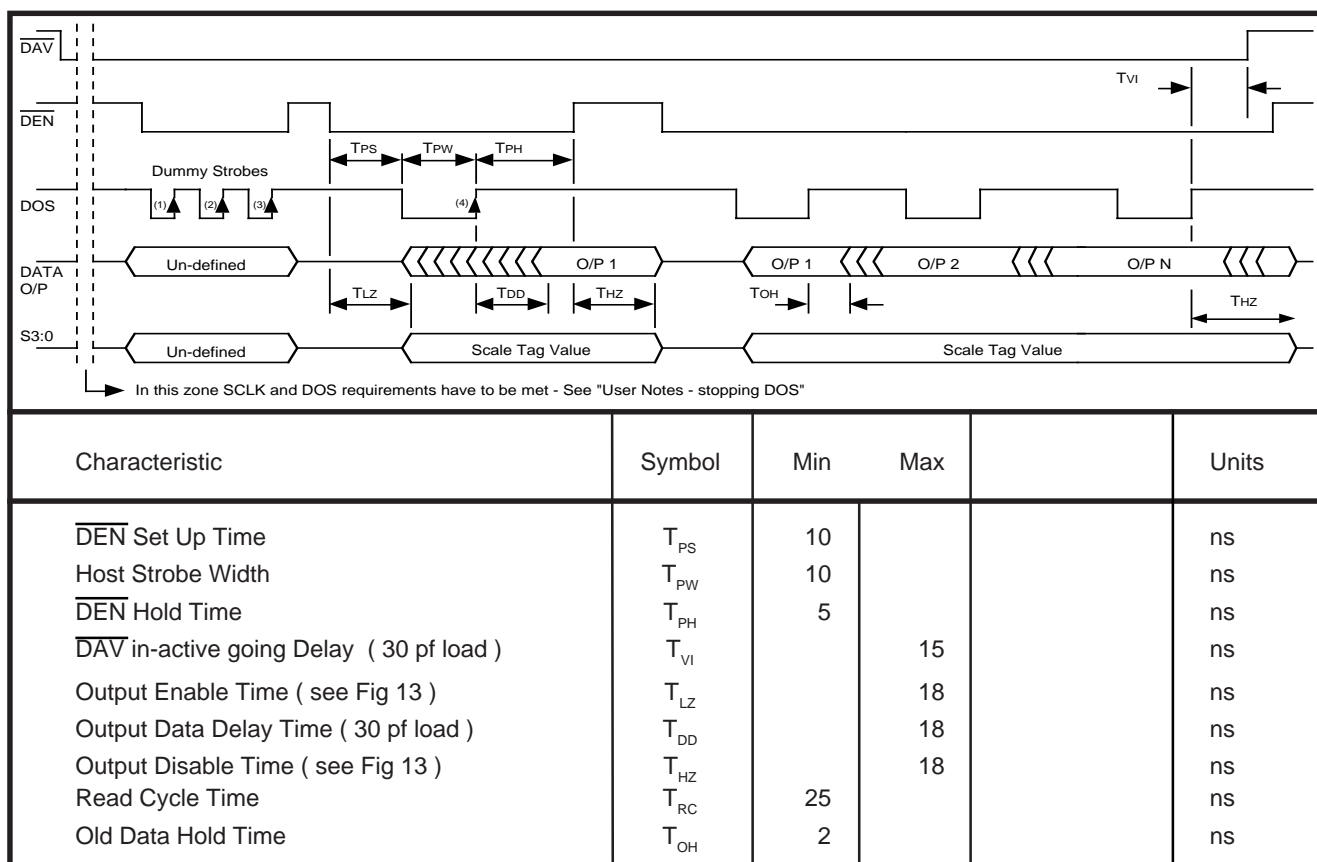 DAV
TVI
DEN
TPS TPW TPH
Dummy Strobes
DOS (1) (2) (3) (4)
DATA O/P Un-defined O/P 1 O/P 1 O/P 2 O/P N
TLZ TDD THZ TOH THZ
S3:0 Un-defined Scale Tag Value Scale Tag Value
In this zone SCLK and DOS requirements have to be met - See "User Notes - stopping DOS"
Characteristic Symbol Min Max Units
DEN Set Up Time TPS 10 ns
Host Strobe Width TPW 10 ns
DEN Hold Time TPH 5 ns
DAV in-active going Delay ( 30 pf load ) TVI 15 ns
Output Enable Time ( see Fig 13 ) TLZ 18 ns
Output Data Delay Time ( 30 pf load ) TDD 18 ns
Output Disable Time ( see Fig 13 ) THZ 18 ns
Read Cycle Time TRC 25 ns
Old Data Hold Time TOH 2 ns